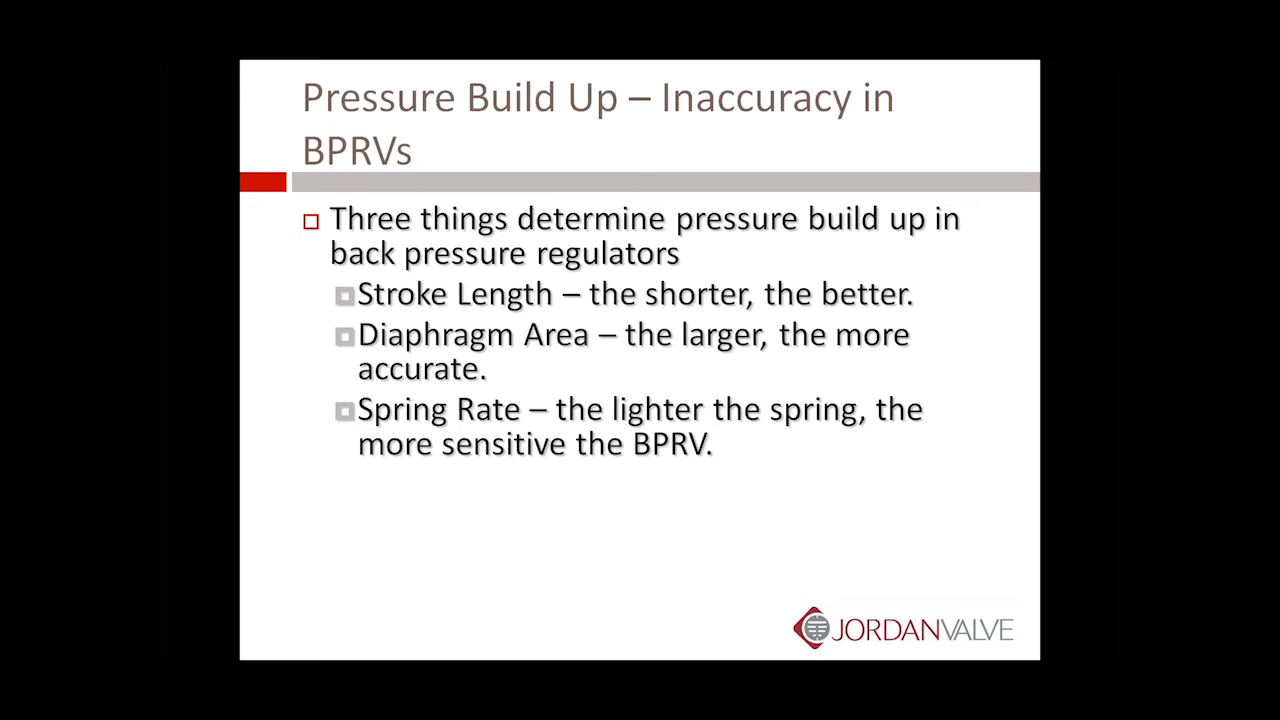 Pressure Build Up – Inaccuracy in
BPRVs
Three things determine pressure build up in
back pressure regulators
Stroke Length – the shorter, the better.
Diaphragm Area – the larger, the more
accurate.
Spring Rate – the lighter the spring, the
more sensitive the BPRV.
JORDANVALVE